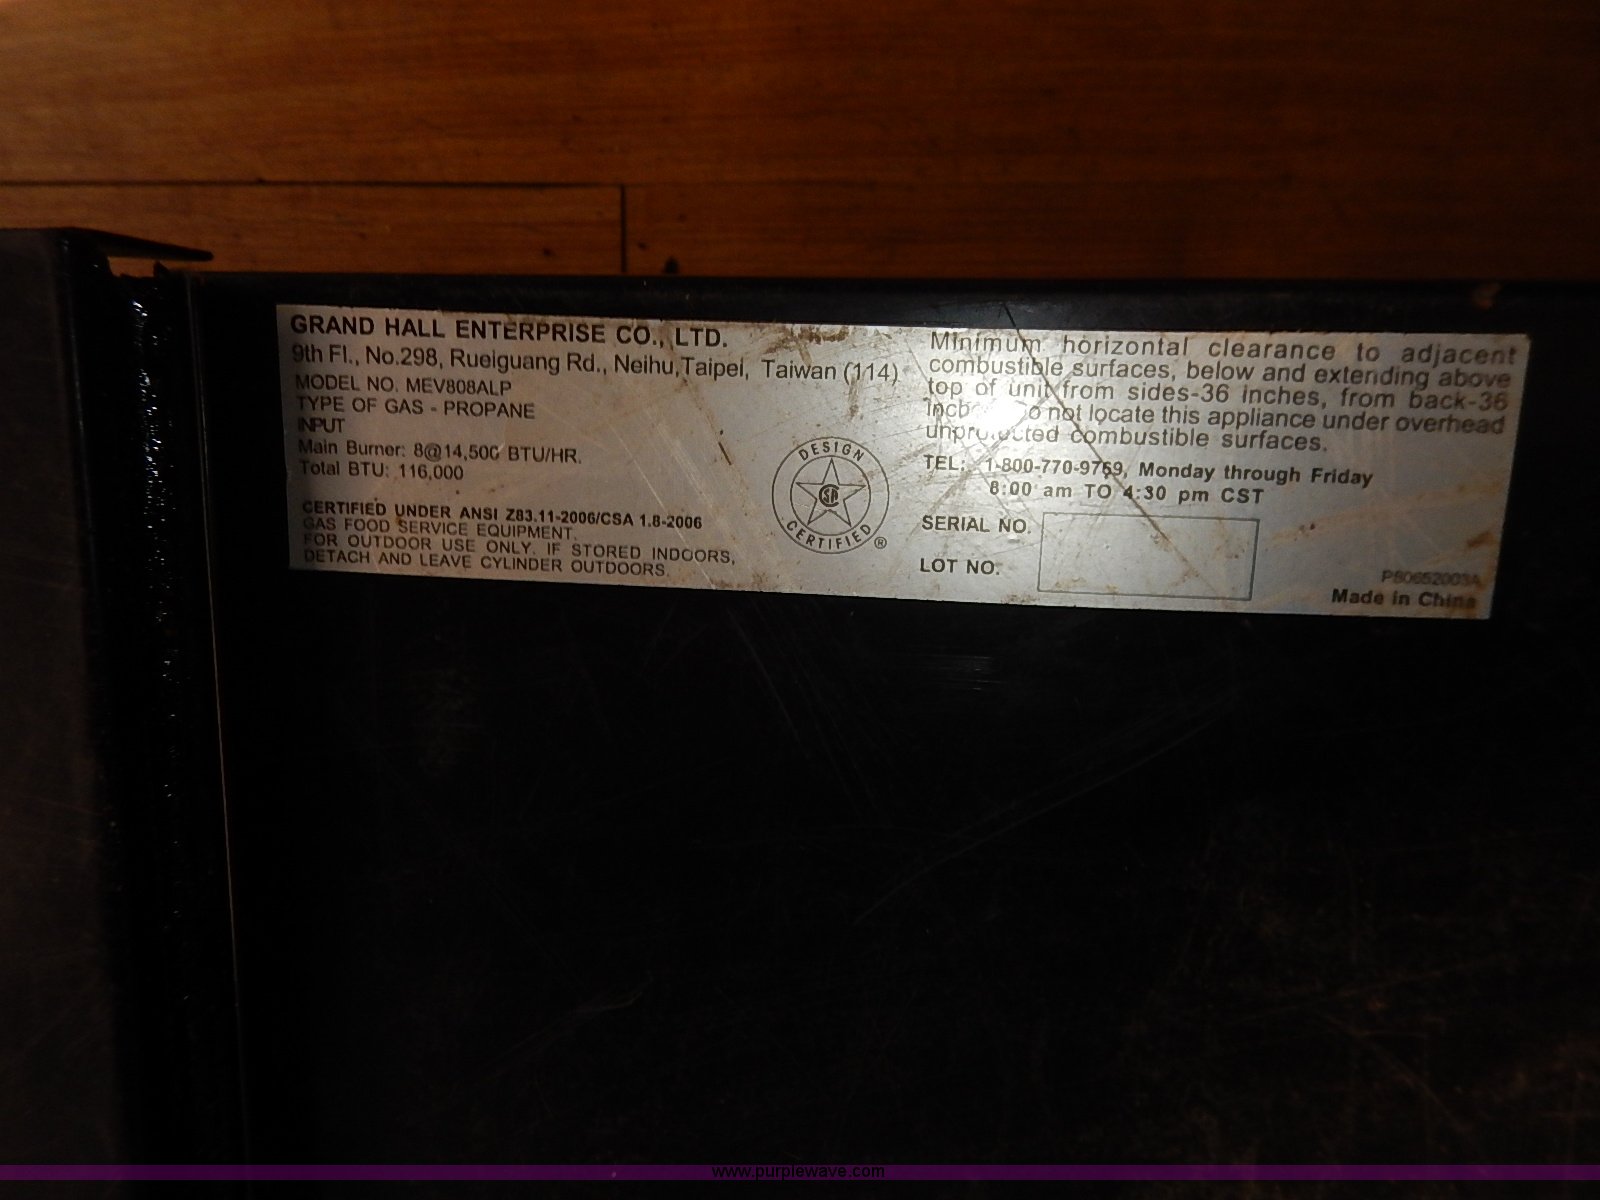 GRAND HALL ENTERPRISE CO., LTD.
9th Fl., No.298, Rueiguang Rd., Neihu,Taipei, Taiwan (114)
MODEL NO. MEV808ALP
TYPE OF GAS - PROPANE
INPUT
Main Burner: 8@14,500 BTU/HR.
Total BTU: 116,000
CERTIFIED UNDER ANSI Z83.11-2006/CSA 1.8-2006
GAS FOOD SERVICE EQUIPMENT.
FOR OUTDOOR USE ONLY. IF STORED INDOORS,
DETACH AND LEAVE CYLINDER OUTDOORS.
DESIGN
CERTIFIED
®
Minimum horizontal clearance to adjacent
combustible surfaces, below and extending above
top of unit from sides-36 inches, from back-36
not locate this appliance under overhead
combustible surfaces.
TEL: 1-800-770-9769, Monday through Friday
8:00 am TO 4:30 pm CST
SERIAL NO.
LOT NO.
P80652003A
Made in China
www.purplewave.com